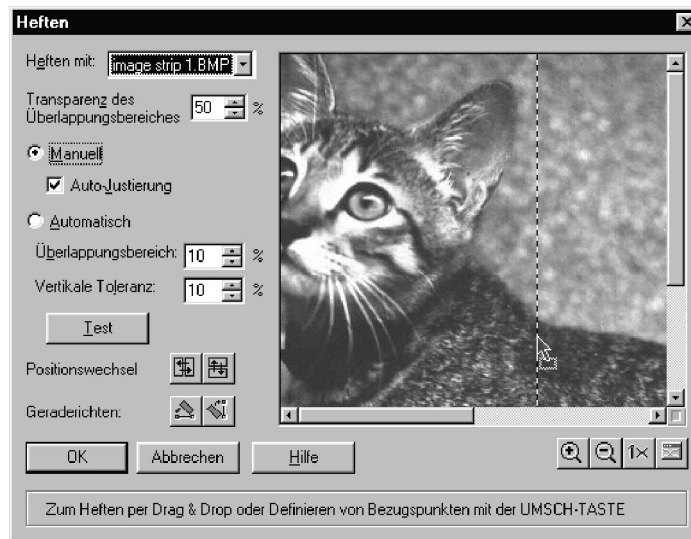 Heften
Heften mit: image strip 1.BMP
Transparenz des
Überlappungsbereiches 50 %
Manuell
Auto-Justierung
Automatisch
Überlappungsbereich: 10 %
Vertikale Toleranz: 10 %
Test
Positionswechsel
Geraderichten:
OK Abbrechen Hilfe 1x
Zum Heften per Drag & Drop oder Definieren von Bezugspunkten mit der UMSCH-TASTE